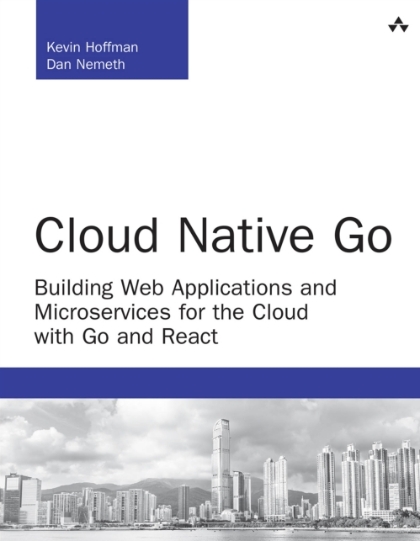 Kevin Hoffman
Dan Nemeth
Cloud Native Go
Building Web Applications and
Microservices for the Cloud
with Go and React